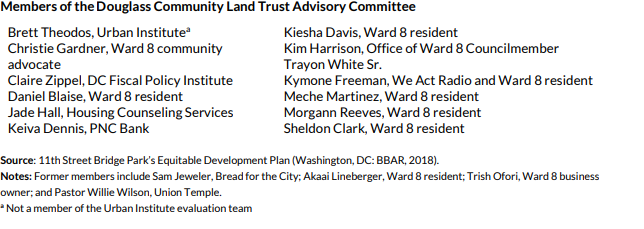 Members of the Douglass Community Land Trust Advisory Committee
Brett Theodos, Urban Instituteª
Christie Gardner, Ward 8 community
advocate
Claire Zippel, DC Fiscal Policy Institute
Daniel Blaise, Ward 8 resident
Jade Hall, Housing Counseling Services
Keiva Dennis, PNC Bank
Kiesha Davis, Ward 8 resident
Kim Harrison, Office of Ward 8 Councilmember
Trayon White Sr.
Kymone Freeman, We Act Radio and Ward 8 resident
Meche Martinez, Ward 8 resident
Morgann Reeves, Ward 8 resident
Sheldon Clark, Ward 8 resident
Source: 11th Street Bridge Park's Equitable Development Plan (Washington, DC: BBAR, 2018).
Notes: Former members include Sam Jeweler, Bread for the City; Akaai Lineberger, Ward 8 resident; Trish Ofori, Ward 8 business
owner; and Pastor Willie Wilson, Union Temple.
ª Not a member of the Urban Institute evaluation team